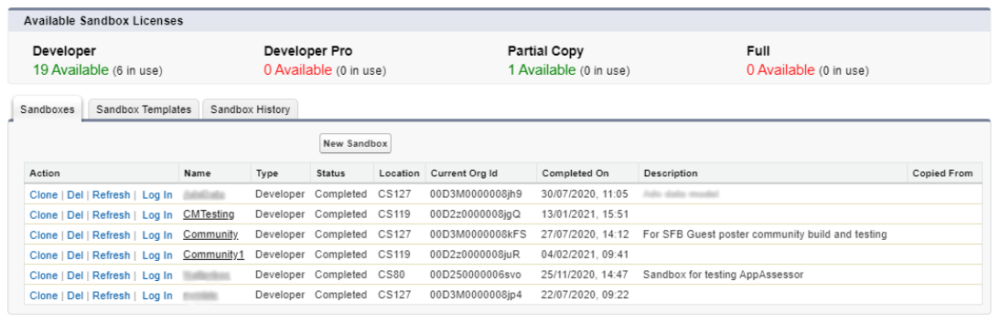 Available Sandbox Licenses
Developer Developer Pro Partial Copy Full
19 Available (6 in use) 0 Available (0 in use) 1 Available (0 in use) 0 Available (0 in use)
Sandboxes Sandbox Templates Sandbox History
New Sandbox
Action Name Type Status Location Current Org Id Completed On Description Copied From
Clone | Del | Refresh | Log In Developer Completed CS127 00D3M0000008jh9 30/07/2020, 11:05
Clone | Del | Refresh | Log In CMTesting Developer Completed CS119 00D2z0000008jgQ 13/01/2021, 15:51
Clone | Del | Refresh | Log In Community Developer Completed CS127 00D3M0000008kFS 27/07/2020, 14:12 For SFB Guest poster community build and testing
Clone | Del | Refresh | Log In Community1 Developer Completed CS119 00D2z0000008juR 04/02/2021, 09:41
Clone | Del | Refresh | Log In Developer Completed CS80 00D250000006svo 25/11/2020, 14:47 Sandbox for testing AppAssessor
Clone | Del | Refresh | Log In Developer Completed CS127 00D3M0000008jp4 22/07/2020, 09:22